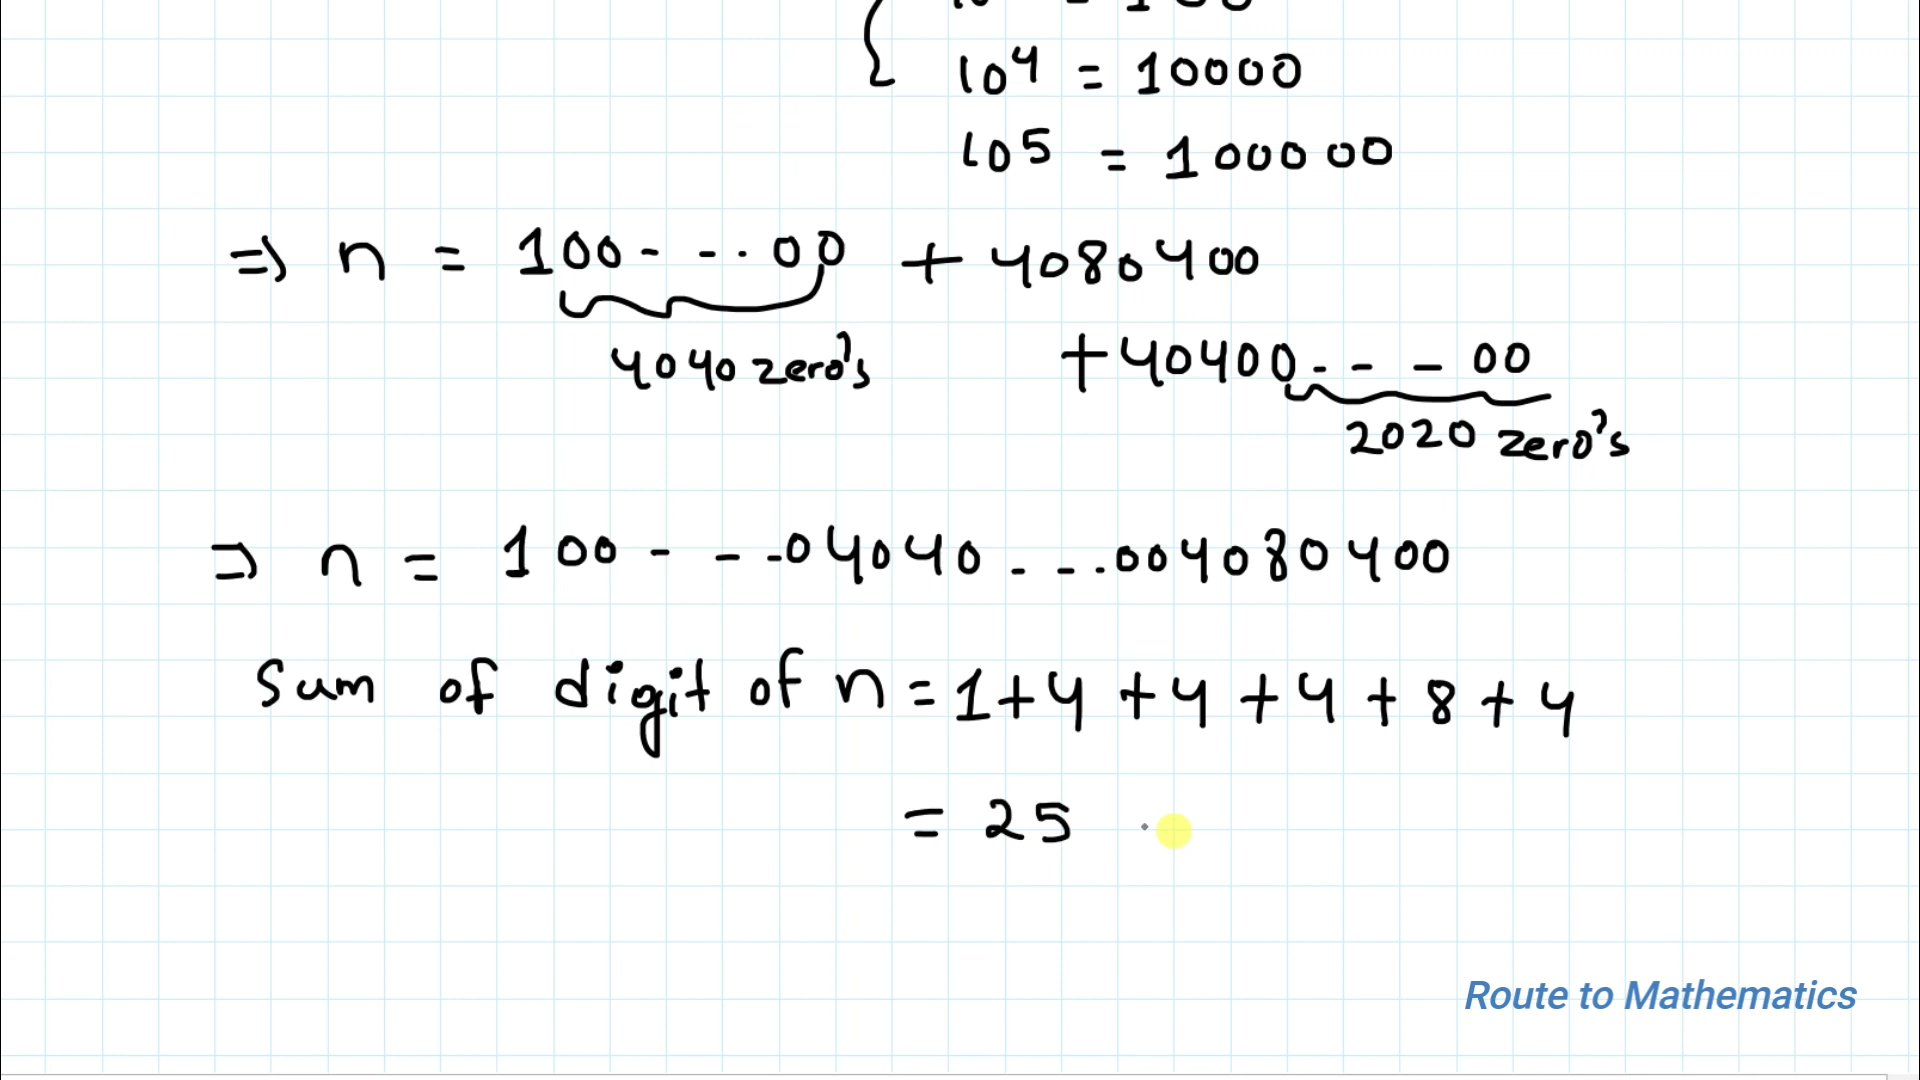 10⁴ = 10000
10⁵ = 100000
⇒ n = 100- - ..00 + 4080400
4040 zero's
+40400- - - 00
2020 zero's
⇒ n = 100- - -04040 - - .004080400
Sum of digit of n = 1+4+4+4+8+4
= 25
Route to Mathematics